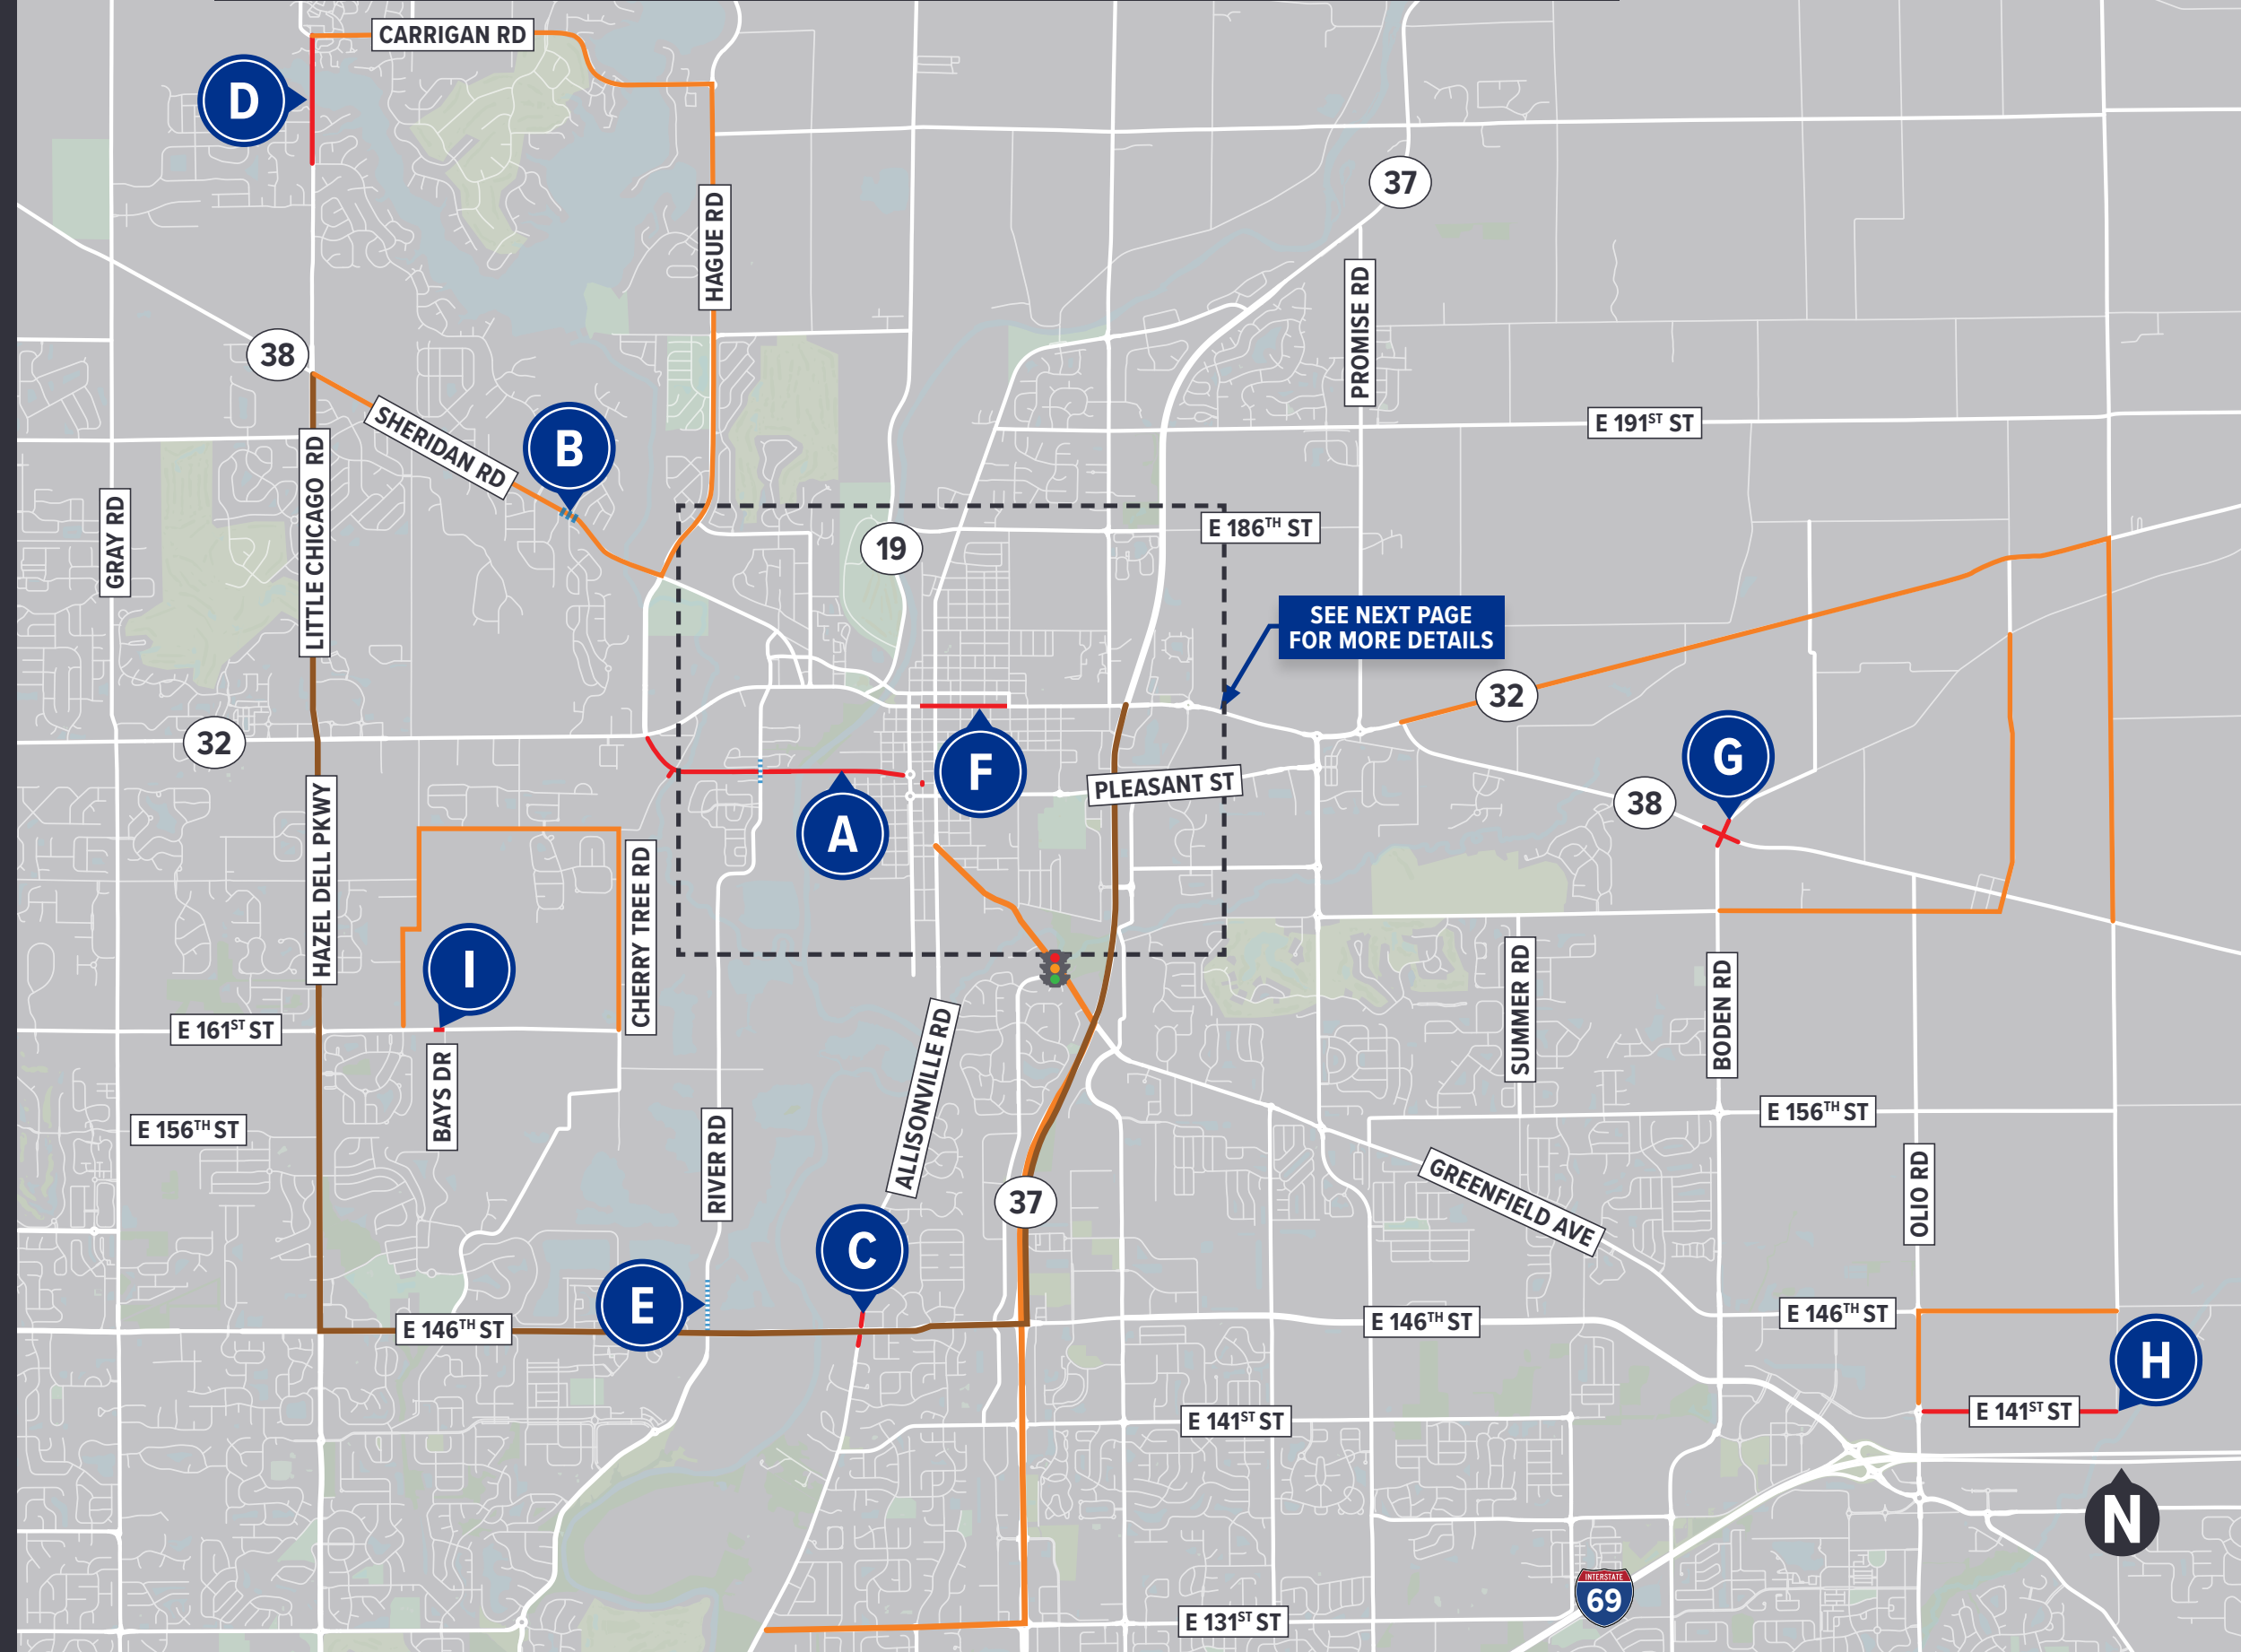 CARRIGAN RD
D
37
HAGUE RD
PROMISE RD
38
SHERIDAN RD
B
E 191ST ST
LITTLE CHICAGO RD
GRAY RD
19
E 186TH ST
SEE NEXT PAGE
FOR MORE DETAILS
32
32
F
G
PLEASANT ST
38
A
HAZEL DELL PKWY
CHERRY TREE RD
I
SUMMER RD
BODEN RD
E 161ST ST
BAYS DR
ALLISONVILLE RD
E 156TH ST
E 156TH ST
RIVER RD
GREENFIELD AVE
OLIO RD
37
C
E
E 146TH ST
E 146TH ST
E 146TH ST
H
E 141ST ST
E 141ST ST
N
INTERSTATE
69
E 131ST ST